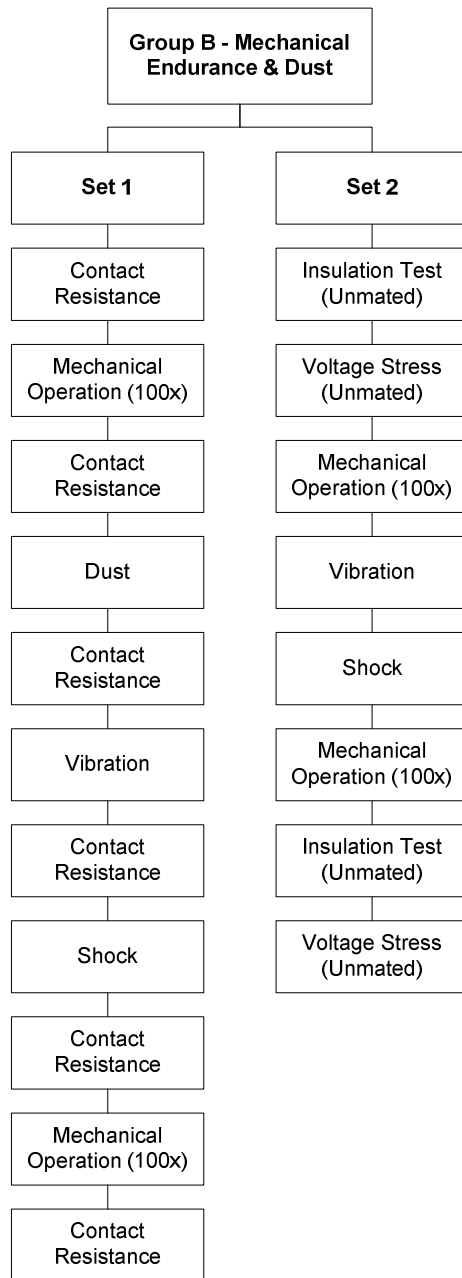 Group B - Mechanical
Endurance & Dust
Set 1
Contact
Resistance
Mechanical
Operation (100x)
Contact
Resistance
Dust
Contact
Resistance
Vibration
Contact
Resistance
Shock
Contact
Resistance
Mechanical
Operation (100x)
Contact
Resistance
Set 2
Insulation Test
(Unmated)
Voltage Stress
(Unmated)
Mechanical
Operation (100x)
Vibration
Shock
Mechanical
Operation (100x)
Insulation Test
(Unmated)
Voltage Stress
(Unmated)